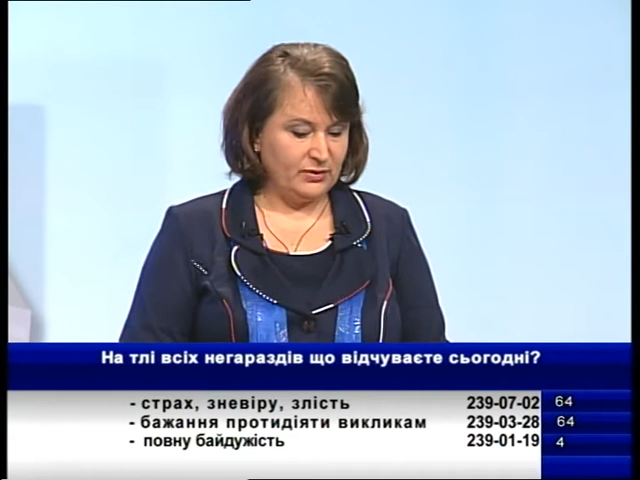 На тлі всіх негараздів що відчуваєте сьогодні?
- страх, зневіру, злість 239-07-02 64
- бажання протидіяти викликам 239-03-28 64
- повну байдужість 239-01-19 4